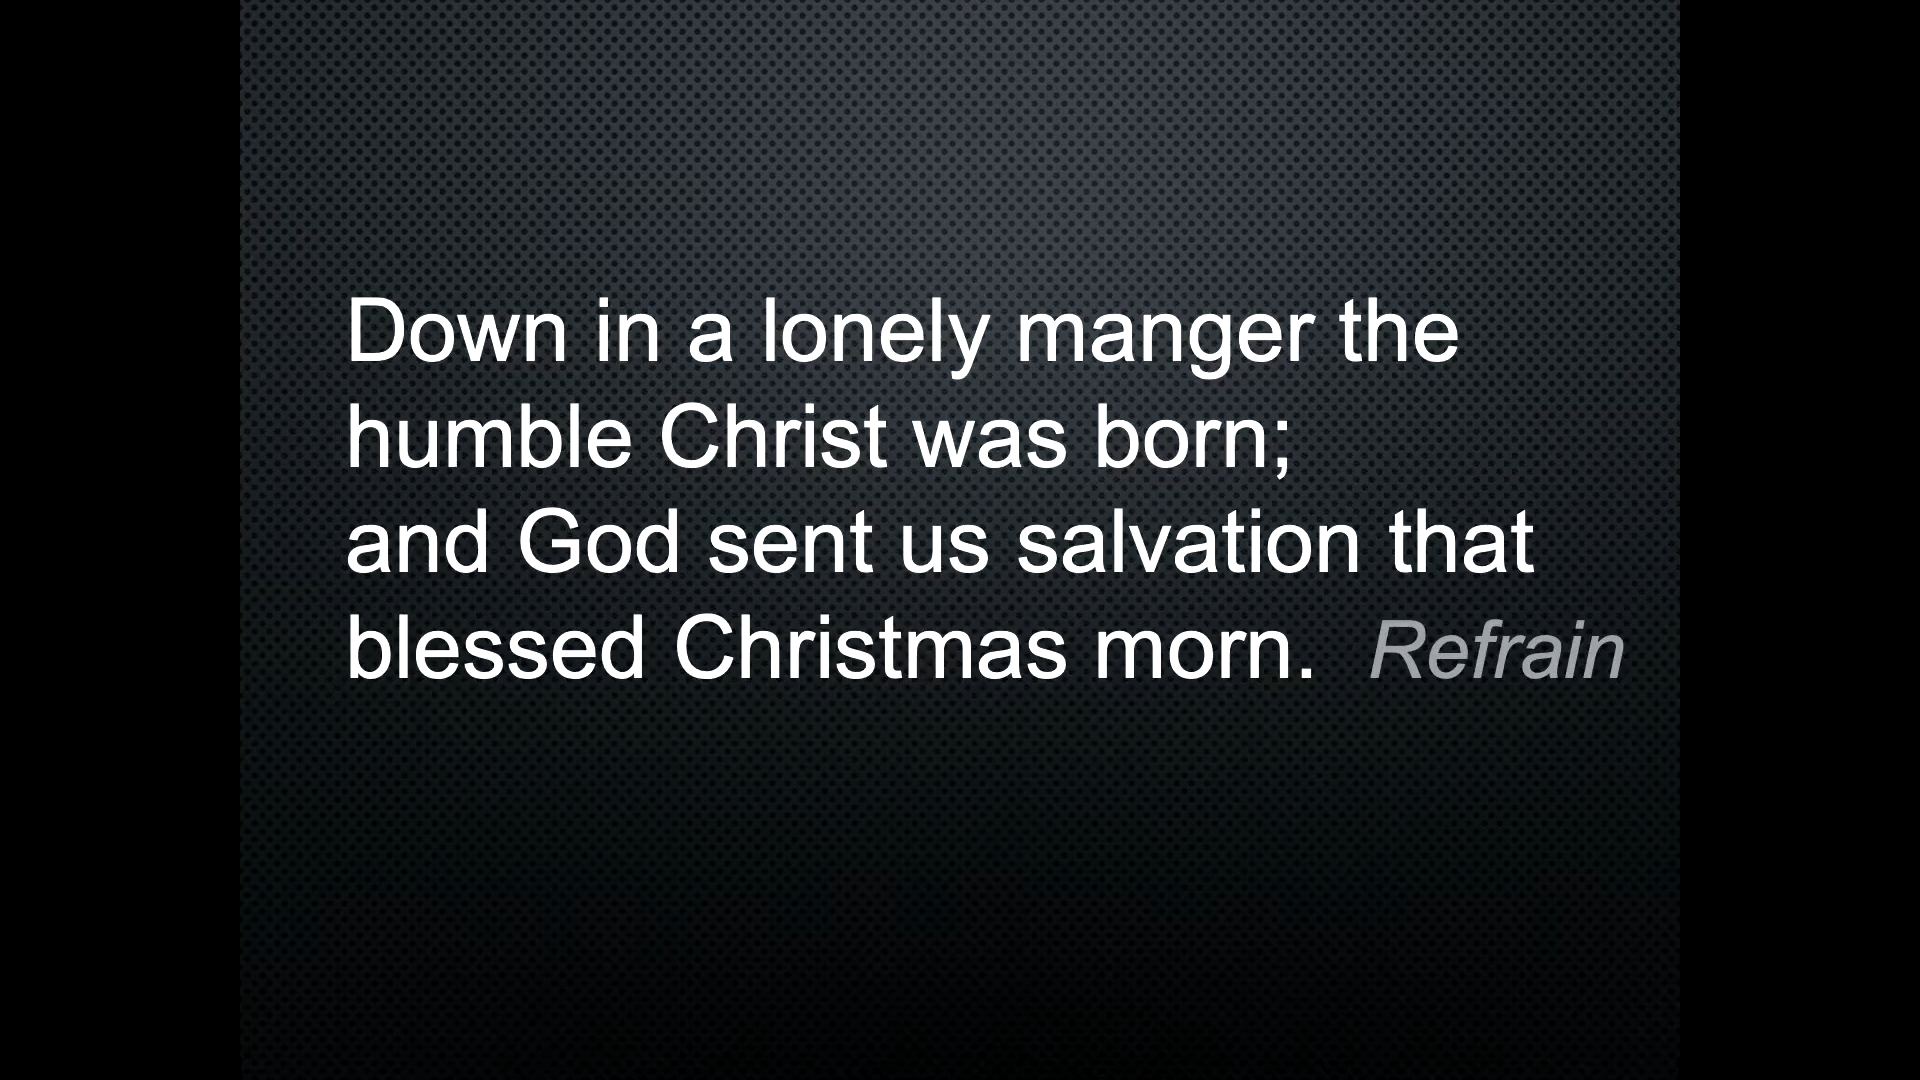 Down in a lonely manger the
humble Christ was born;
and God sent us salvation that
blessed Christmas morn. Refrain